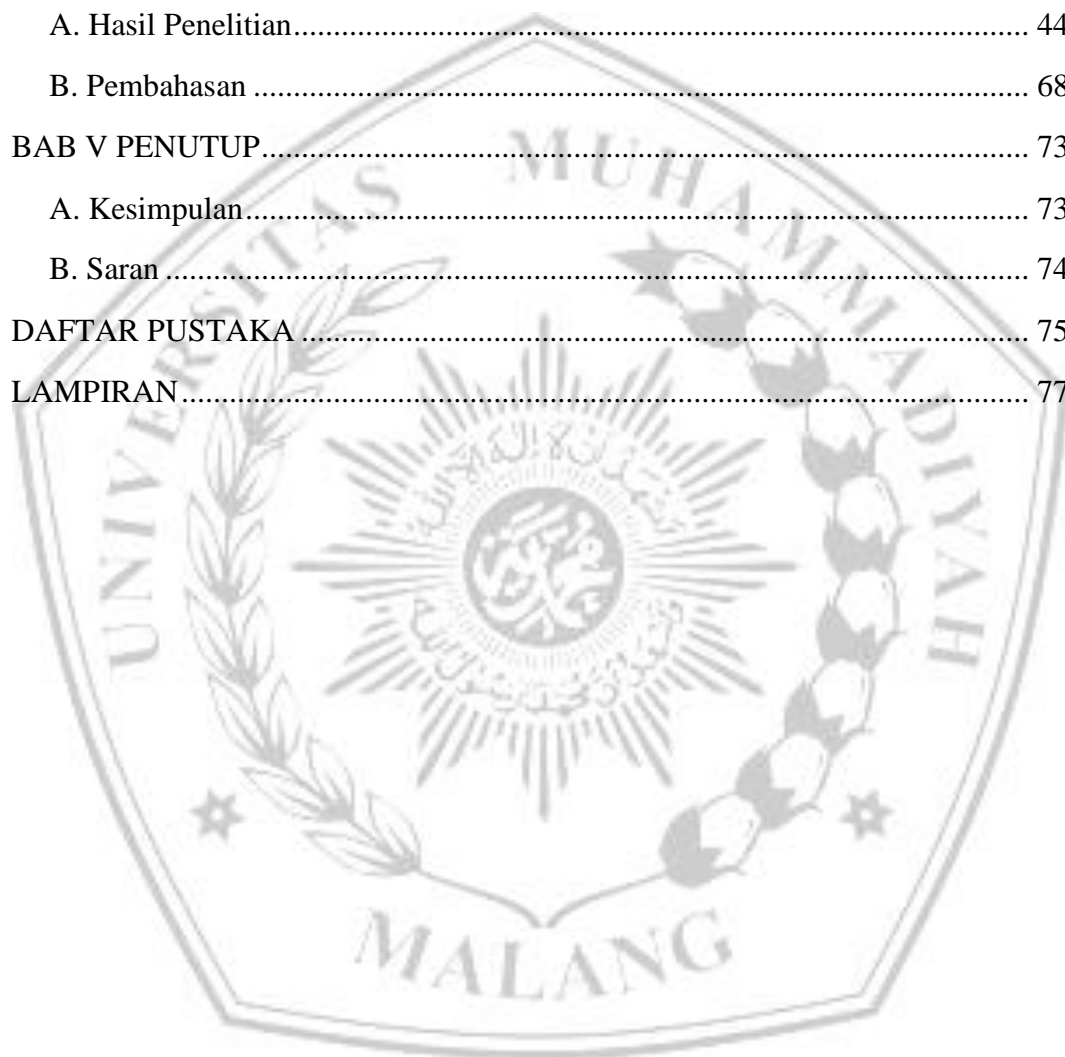 A. Hasil Penelitian.......................................................................................... 44
B. Pembahasan ............................................................................................... 68
BAB V PENUTUP............................................................................................. 73
A. Kesimpulan................................................................................................ 73
B. Saran .......................................................................................................... 74
DAFTAR PUSTAKA ........................................................................................ 75
LAMPIRAN....................................................................................................... 77
UNIVERSITAS MUHAMMADIYAH
MALANG